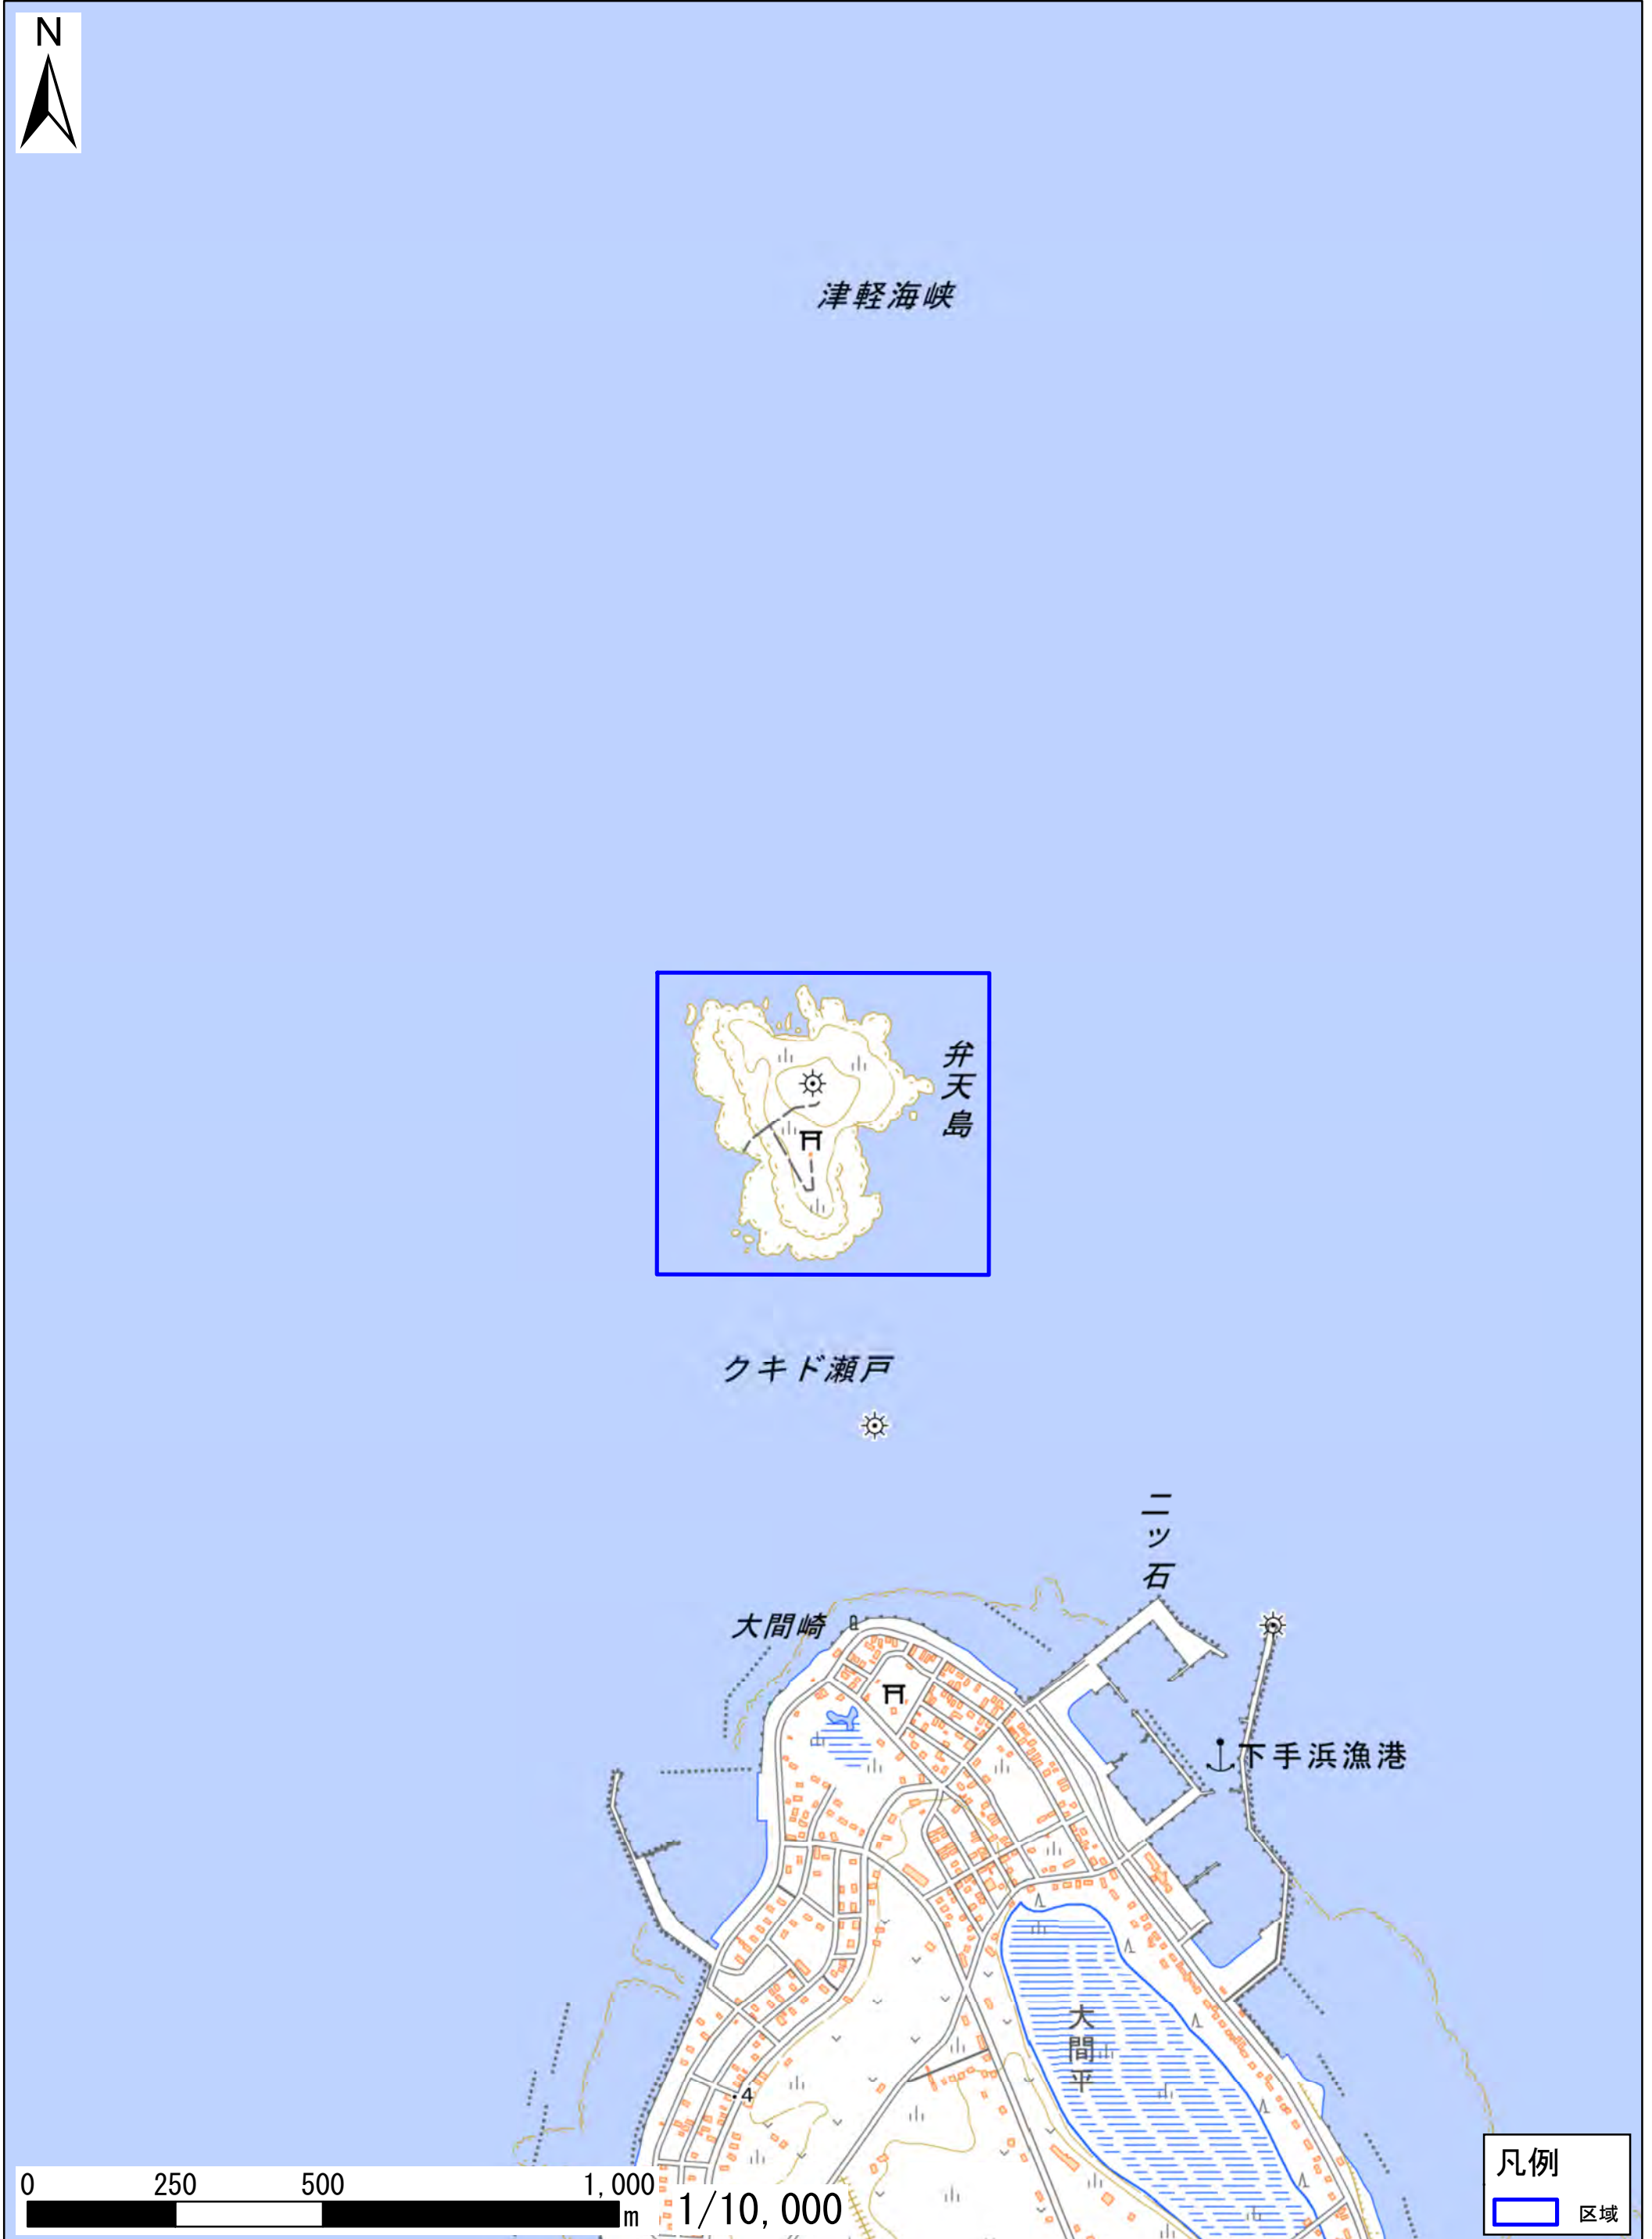 N
津軽海峡
弁天島
クキド瀬戸
二ツ石
大間崎
下手浜漁港
大間平
・4
0 250 500 1,000
m 1/10,000
凡例
区域